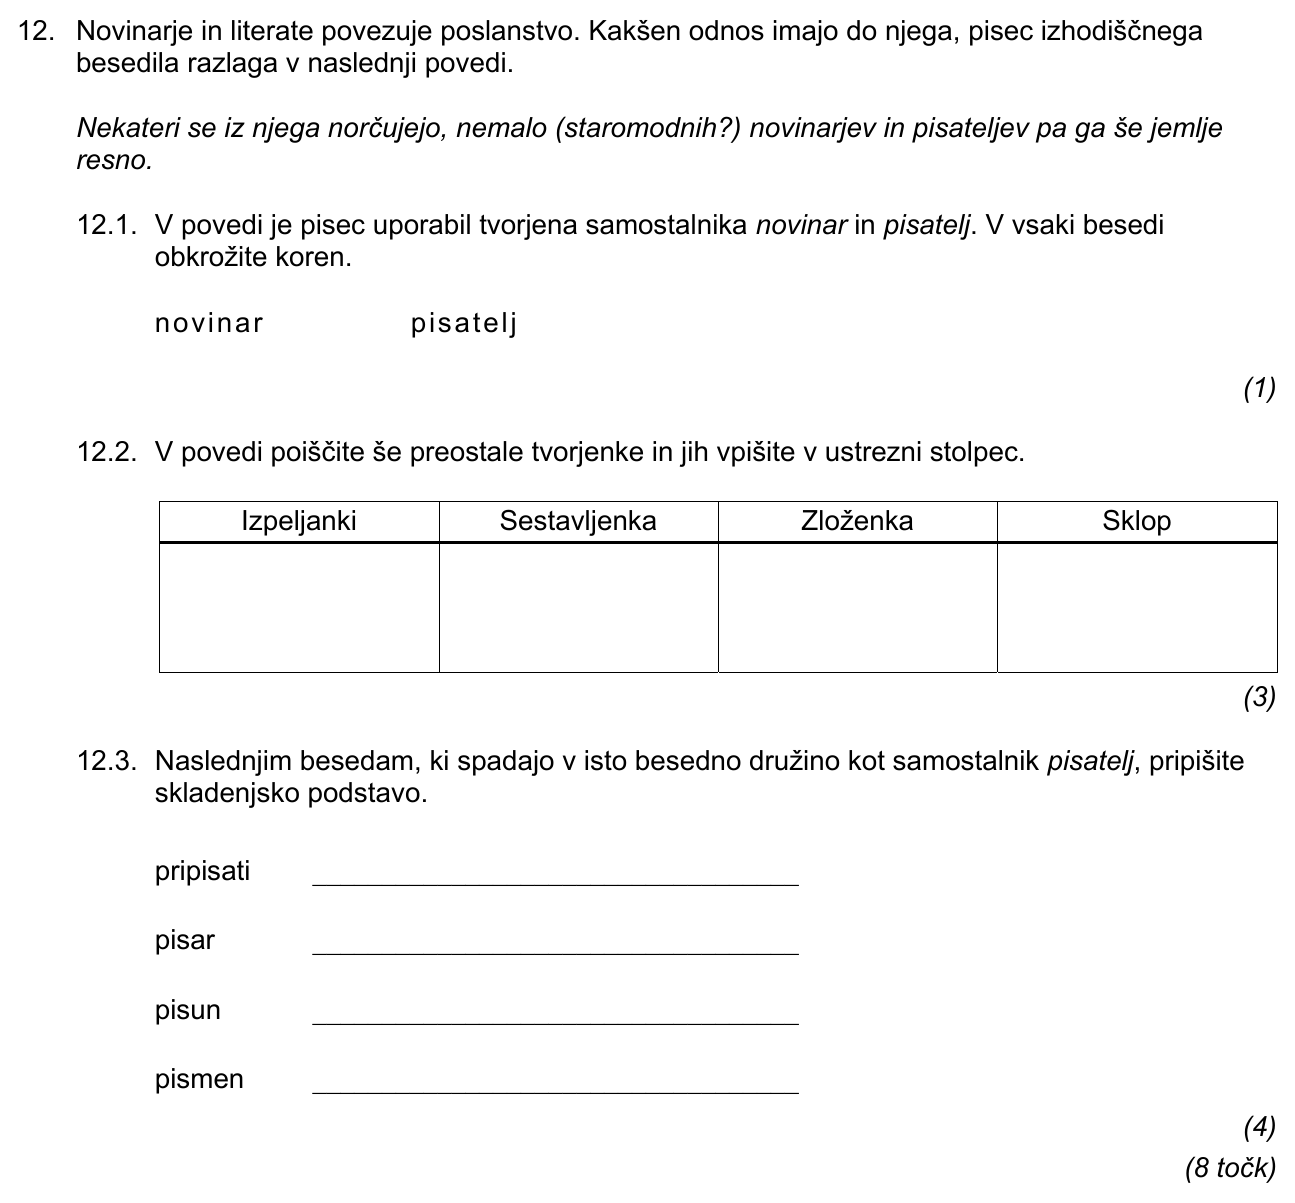 12. Novinarje in literate povezuje poslanstvo. Kakšen odnos imajo do njega, pisec izhodiščnega
besedila razlaga v naslednji povedi.
Nekateri se iz njega norčujejo, nemalo (staromodnih?) novinarjev in pisateljev pa ga še jemlje
resno.
12.1. V povedi je pisec uporabil tvorjena samostalnika novinar in pisatelj. V vsaki besedi
obkrožite koren.
novinar pisatelj
(1)
12.2. V povedi poiščite še preostale tvorjenke in jih vpišite v ustrezni stolpec.
Izpeljanki Sestavljenka Zloženka Sklop
(3)
12.3. Naslednjim besedam, ki spadajo v isto besedno družino kot samostalnik pisatelj, pripišite
skladenjsko podstavo.
pripisati
pisar
pisun
pismen
(4)
(8 točk)